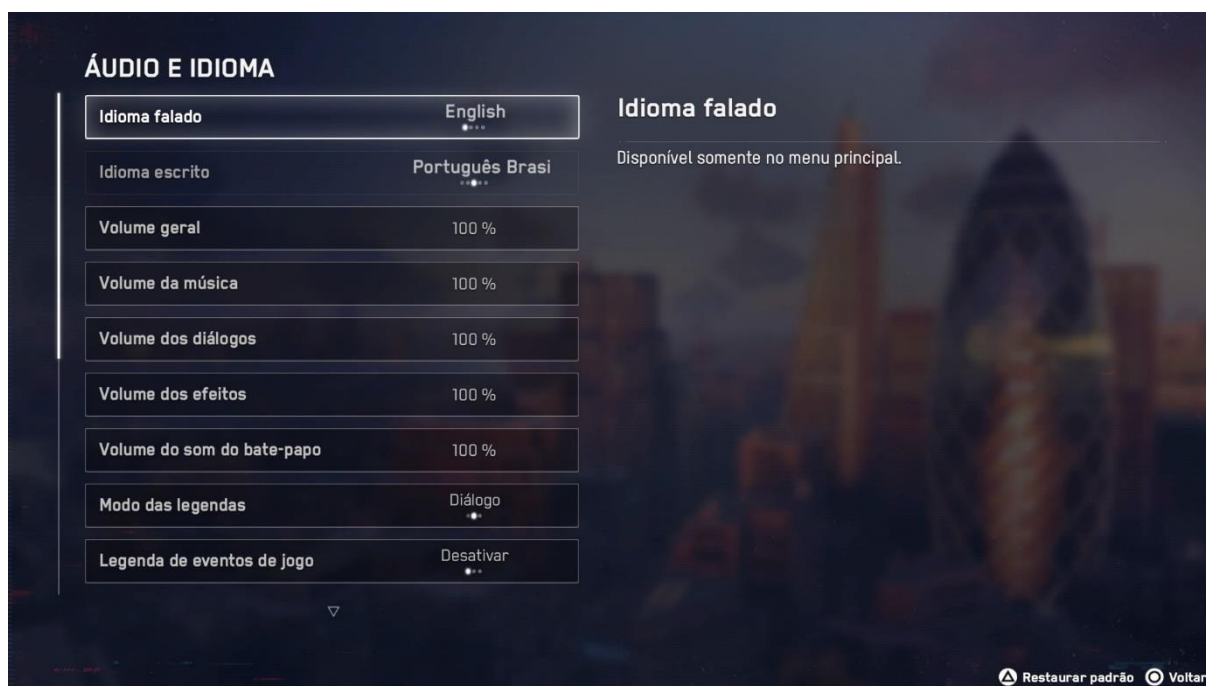 ÁUDIO E IDIOMA
Idioma falado English
Idioma escrito Português Brasi
Volume geral 100 %
Volume da música 100 %
Volume dos diálogos 100 %
Volume dos efeitos 100 %
Volume do som do bate-papo 100 %
Modo das legendas Diálogo
Legenda de eventos de jogo Desativar
Idioma falado
Disponível somente no menu principal.
Restaurar padrão Voltar